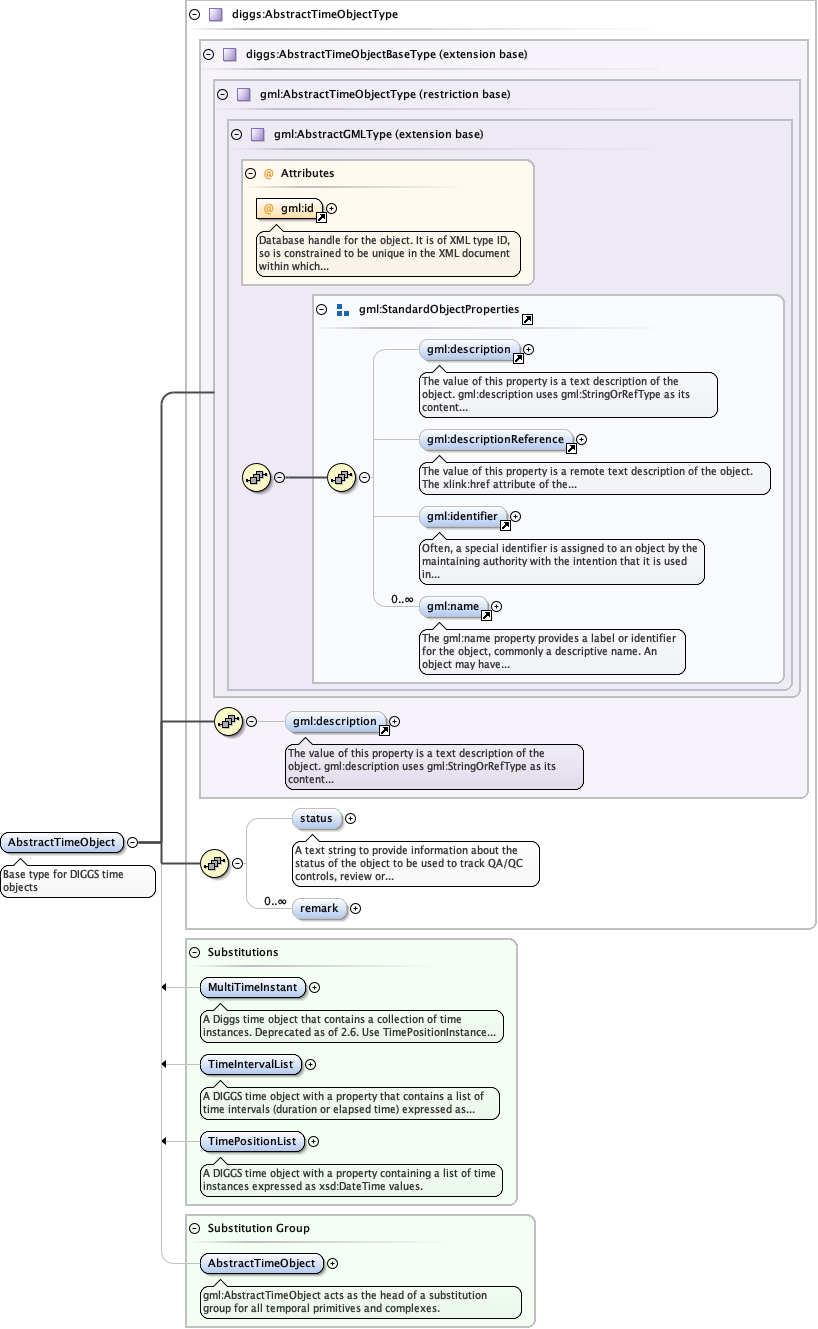 diggs:AbstractTimeObjectType
diggs:AbstractTimeObjectBaseType (extension base)
gml:AbstractTimeObjectType (restriction base)
gml:AbstractGMLType (extension base)
@ Attributes
@ gml:id
Database handle for the object. It is of XML type ID,
so is constrained to be unique in the XML document
within which...
gml:StandardObjectProperties
gml:description
The value of this property is a text description of the
object. gml:description uses gml:StringOrRefType as its
content...
gml:descriptionReference
The value of this property is a remote text description of the object.
The xlink:href attribute of the...
gml:identifier
Often, a special identifier is assigned to an object by the
maintaining authority with the intention that it is used
in...
0..∞
gml:name
The gml:name property provides a label or identifier
for the object, commonly a descriptive name. An
object may have...
gml:description
The value of this property is a text description of the
object. gml:description uses gml:StringOrRefType as its
content...
AbstractTimeObject
Base type for DIGGS time
objects
status
A text string to provide information about the
status of the object to be used to track QA/QC
controls, review or...
0..∞
remark
Substitutions
MultiTimeInstant
A Diggs time object that contains a collection of time
instances. Deprecated as of 2.6. Use TimePositionInstance...
TimeIntervalList
A DIGGS time object with a property that contains a list of
time intervals (duration or elapsed time) expressed as...
TimePositionList
A DIGGS time object with a property containing a list of time
instances expressed as xsd:DateTime values.
Substitution Group
AbstractTimeObject
gml:AbstractTimeObject acts as the head of a substitution
group for all temporal primitives and complexes.